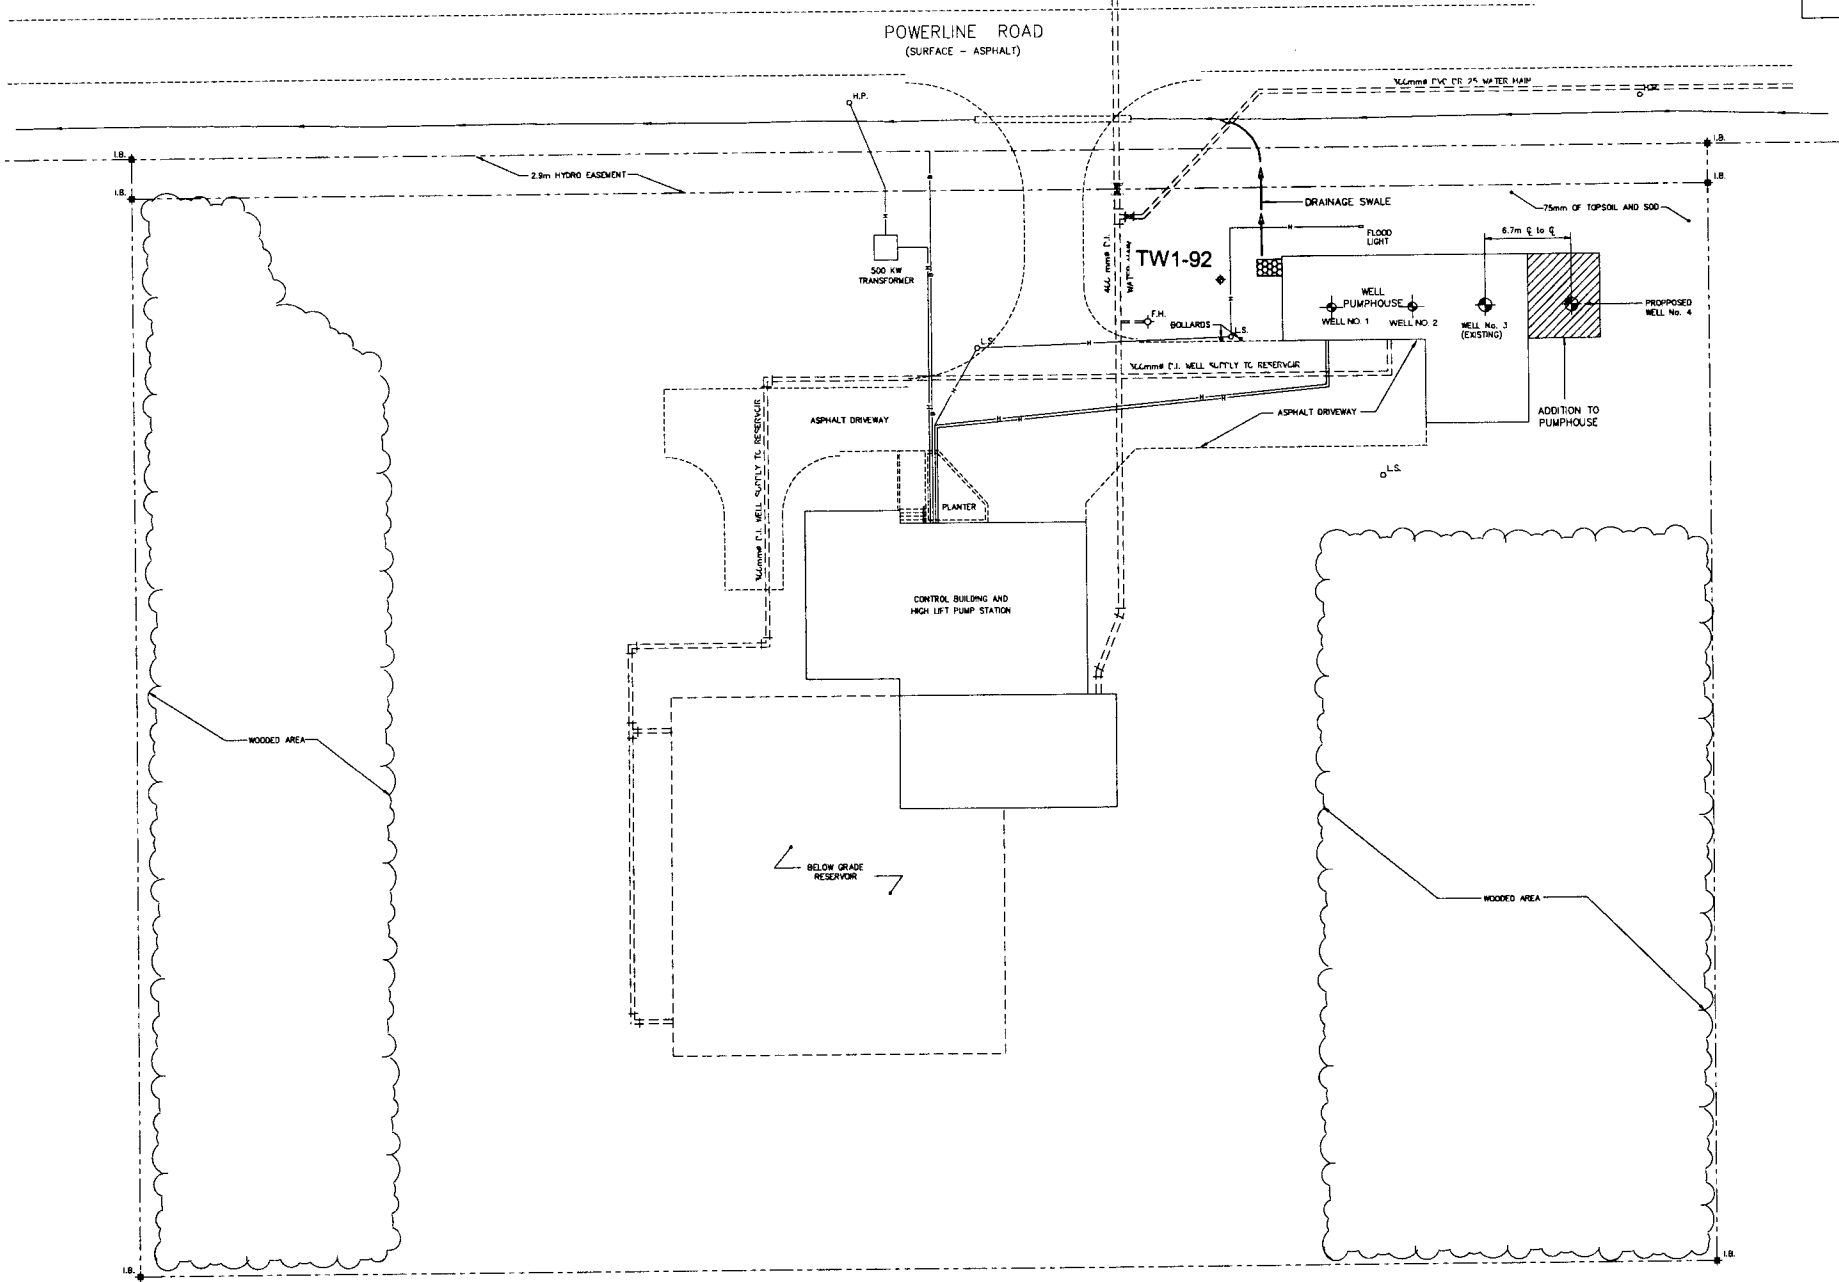 POWERLINE ROAD
(SURFACE - ASPHALT)
WATER MAIN
H.P.
H.P.
I.B.
I.B.
2.9m HYDRO EASEMENT
I.B.
I.B.
DRAINAGE SWALE
75mm OF TOPSOIL AND SOD
6.7m ℄ to ℄
FLOOD
LIGHT
TW1-92
500 KW
TRANSFORMER
WELL
PUMPHOUSE
WELL NO. 1
WELL NO. 2
WELL No. 3
(EXISTING)
PROPPOSED
WELL No. 4
F.H.
BOLLARDS
L.S.
L.S.
WELL SUPPLY TO RESERVOIR
ASPHALT DRIVEWAY
ASPHALT DRIVEWAY
ADDITION TO
PUMPHOUSE
WELL SUPPLY TO RESERVOIR
L.S.
PLANTER
CONTROL BUILDING AND
HIGH LIFT PUMP STATION
WOODED AREA
BELOW GRADE
RESERVOIR
WOODED AREA
I.B.
I.B.